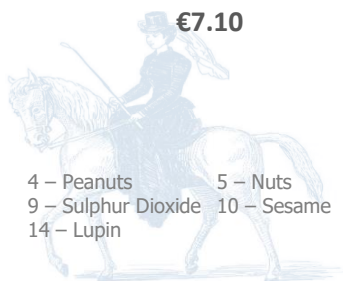 €7.10
4 – Peanuts 5 – Nuts
9 – Sulphur Dioxide 10 – Sesame
14 – Lupin